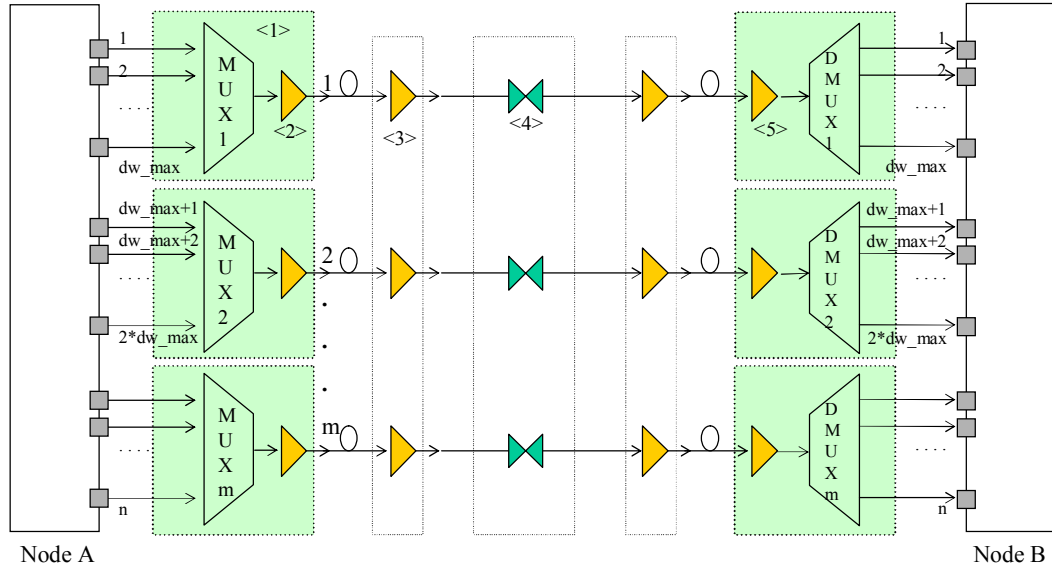 <1>
1
2
. . . .
dw_max
M
U
X
1
<2>
1
<3>
<4>
<5>
D
M
U
X
1
1
2
. . . .
dw_max
dw_max+1
dw_max+2
. . . .
2*dw_max
M
U
X
2
2
.
.
.
D
M
U
X
2
dw_max+1
dw_max+2
. . . .
2*dw_max
. . . .
n
M
U
X
m
m
D
M
U
X
m
. . . .
n
Node A
Node B